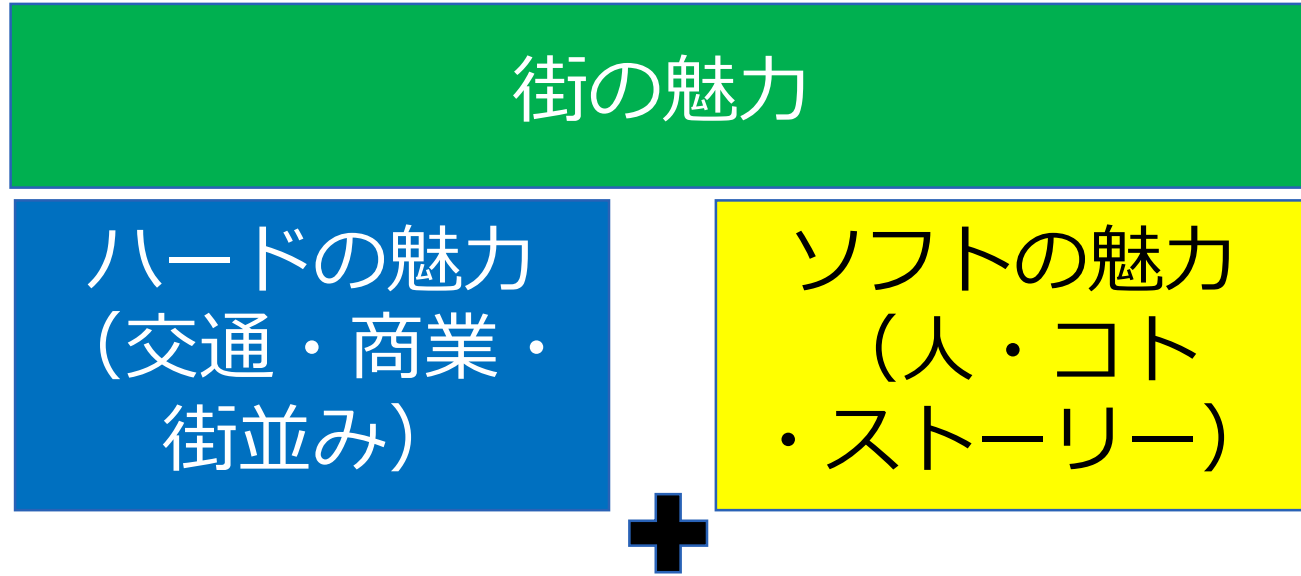 街の魅力
ハードの魅力
（交通・商業・
街並み）
ソフトの魅力
（人・コト
・ストーリー）